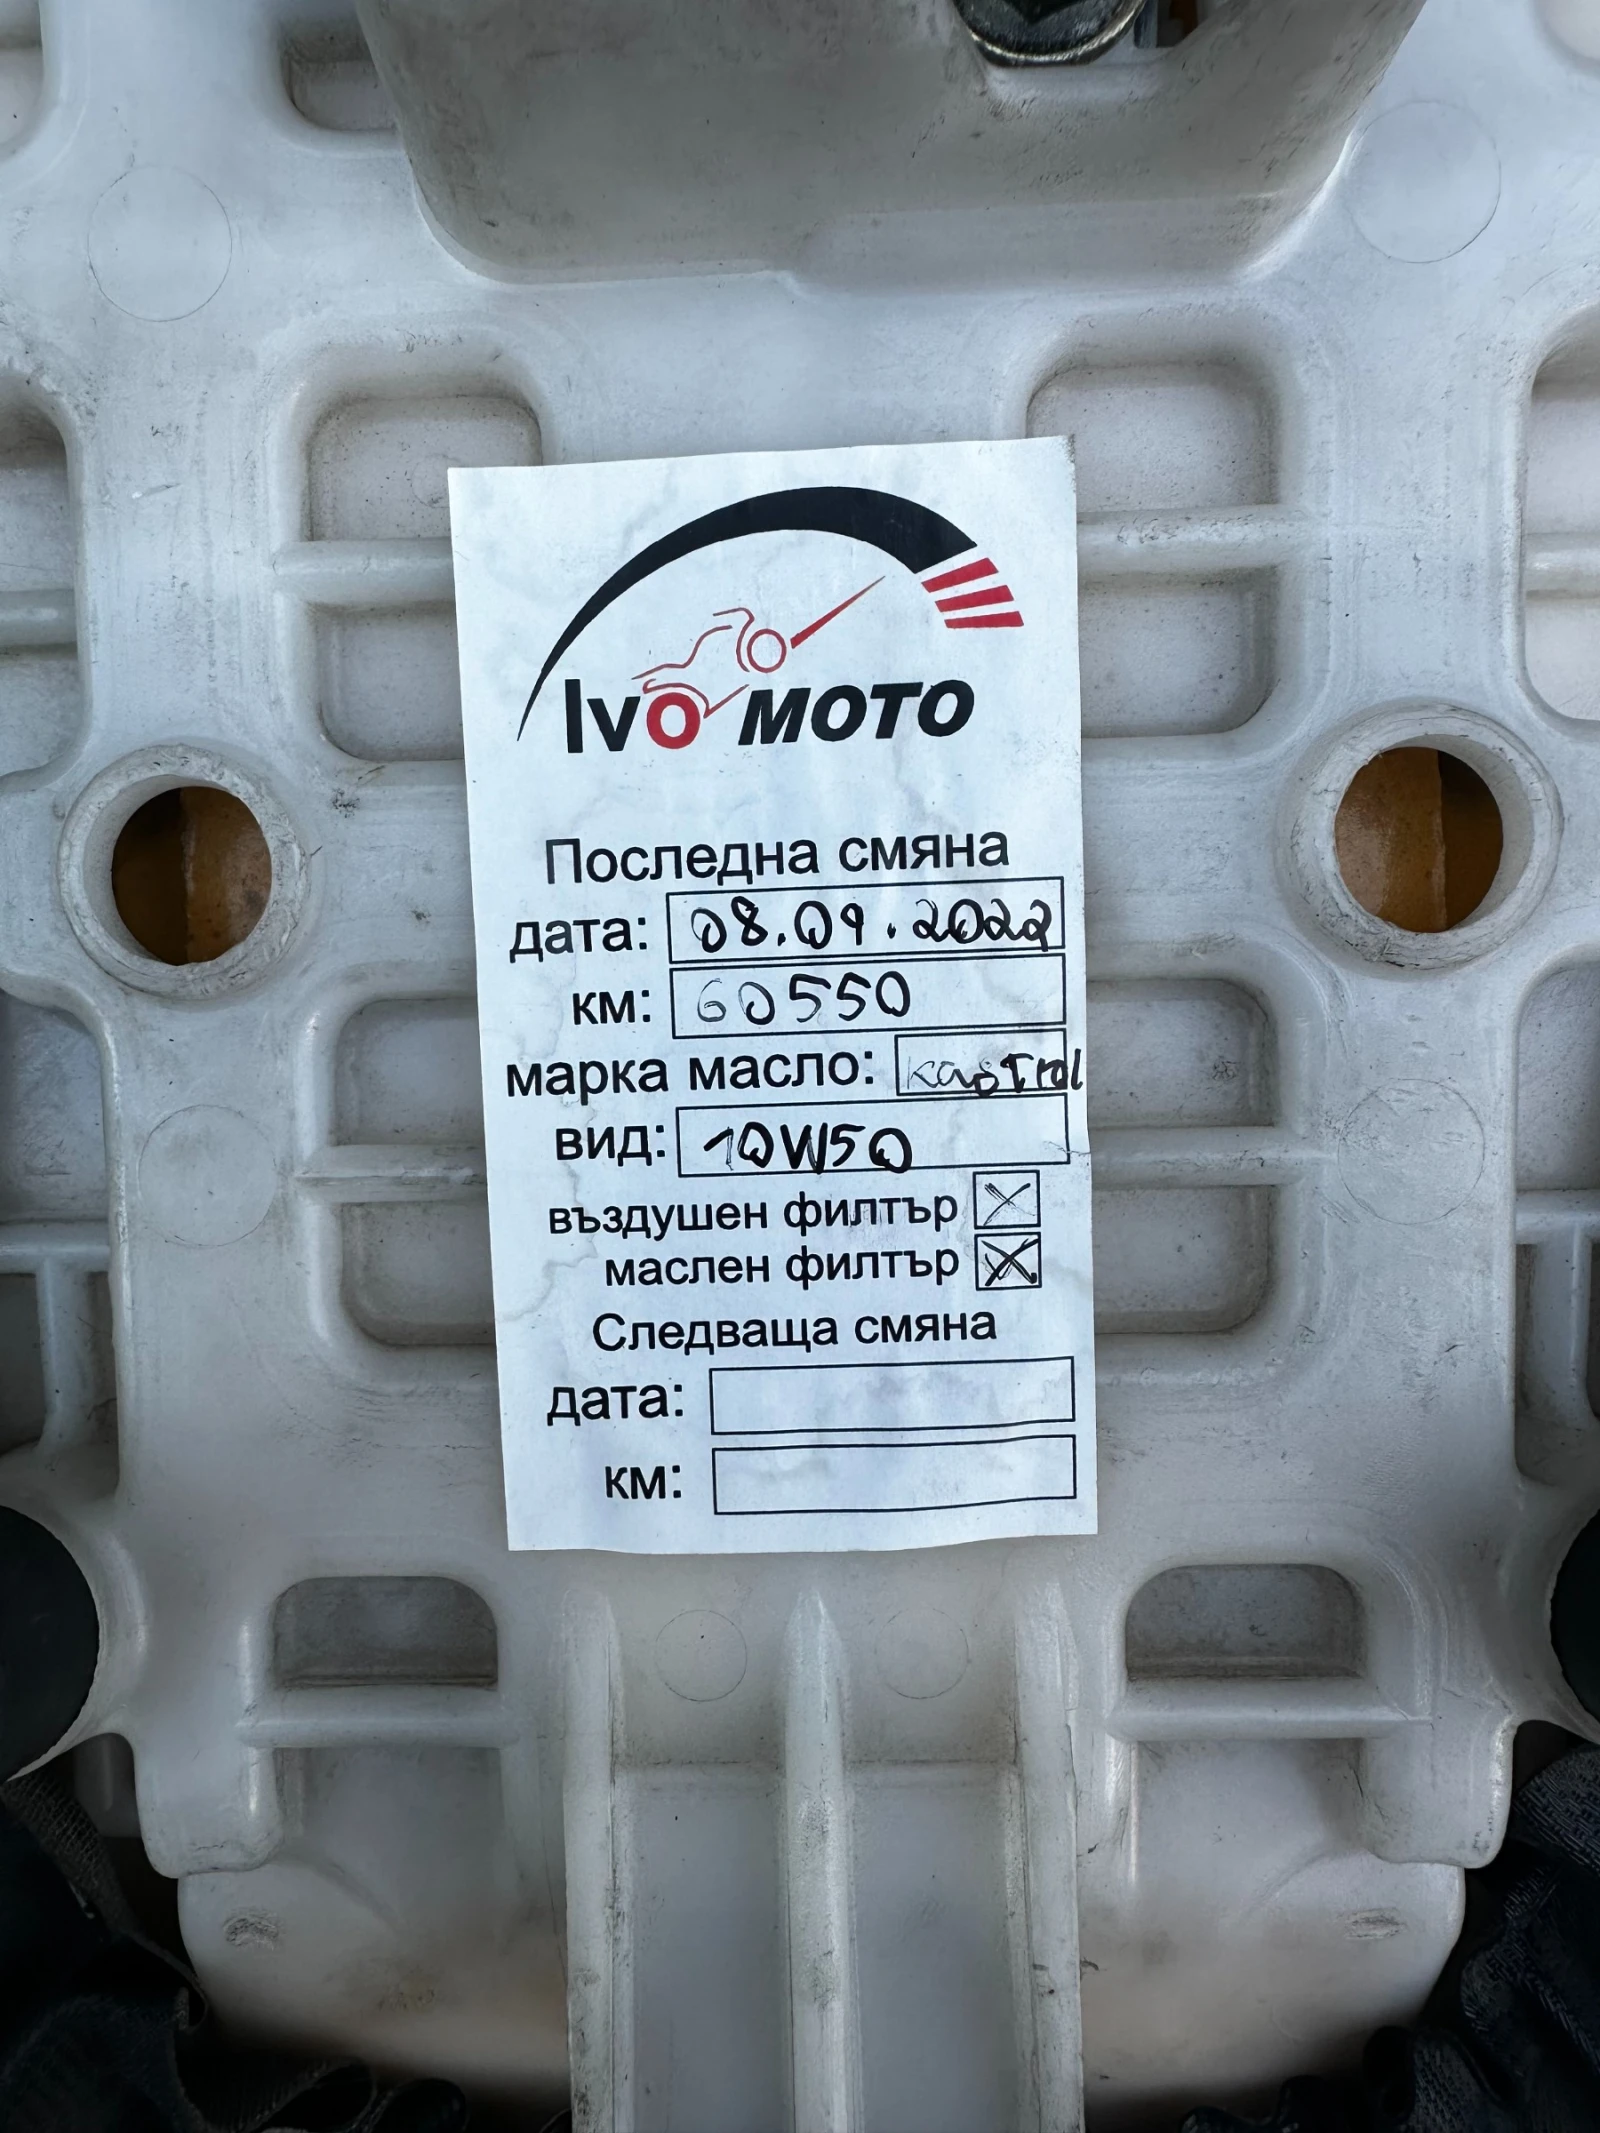 Ivo MOTO
Последна смяна
дата: 08.09.2022
км: 60550
марка масло: Kastrol
вид: 10W50
въздушен филтър
маслен филтър
Следваща смяна
дата:
км: